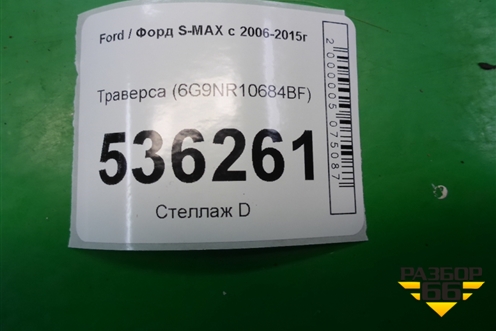 Ford / Форд S-MAX с 2006-2015г
Траверса (6G9NR10684BF)
536261
Стеллаж D
2000005075087
РАЗБОР
66